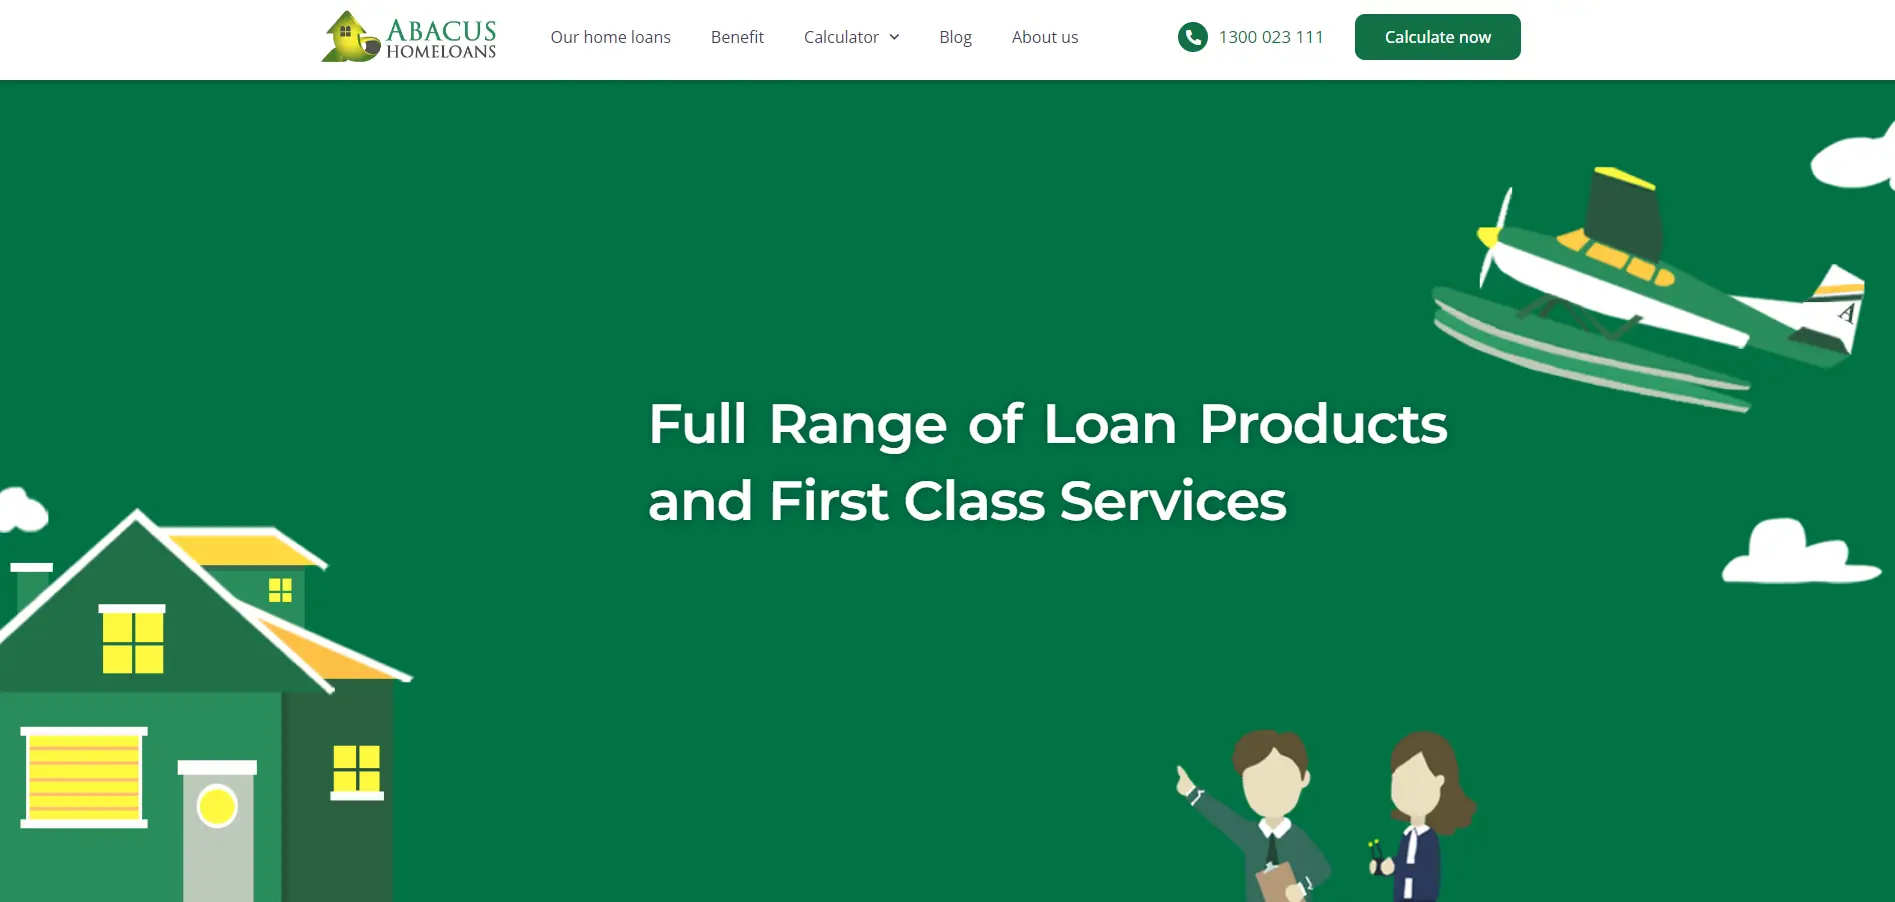 ABACUS
HOMELOANS
Our home loans
Benefit
Calculator
Blog
About us
1300 023 111
Calculate now
A
Full Range of Loan Products
and First Class Services